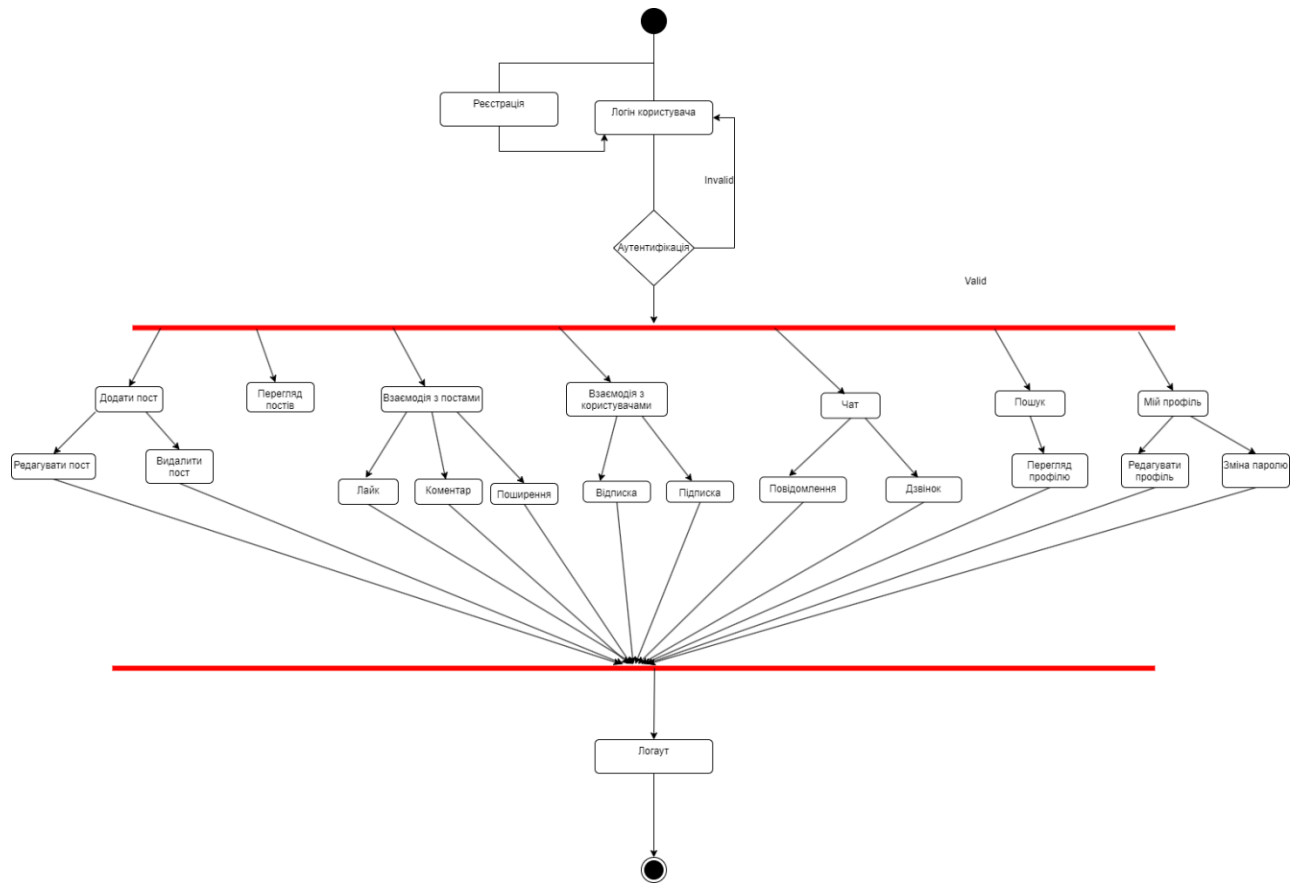 Реєстрація
Логін користувача
Invalid
Аутентифікація
Valid
Додати пост
Перегляд
постів
Взаємодія з постами
Взаємодія з
користувачами
Чат
Пошук
Мій профіль
Редагувати пост
Видалити
пост
Лайк
Коментар
Поширення
Відписка
Підписка
Повідомлення
Дзвінок
Перегляд
профілю
Редагувати
профіль
Зміна паролю
Логаут